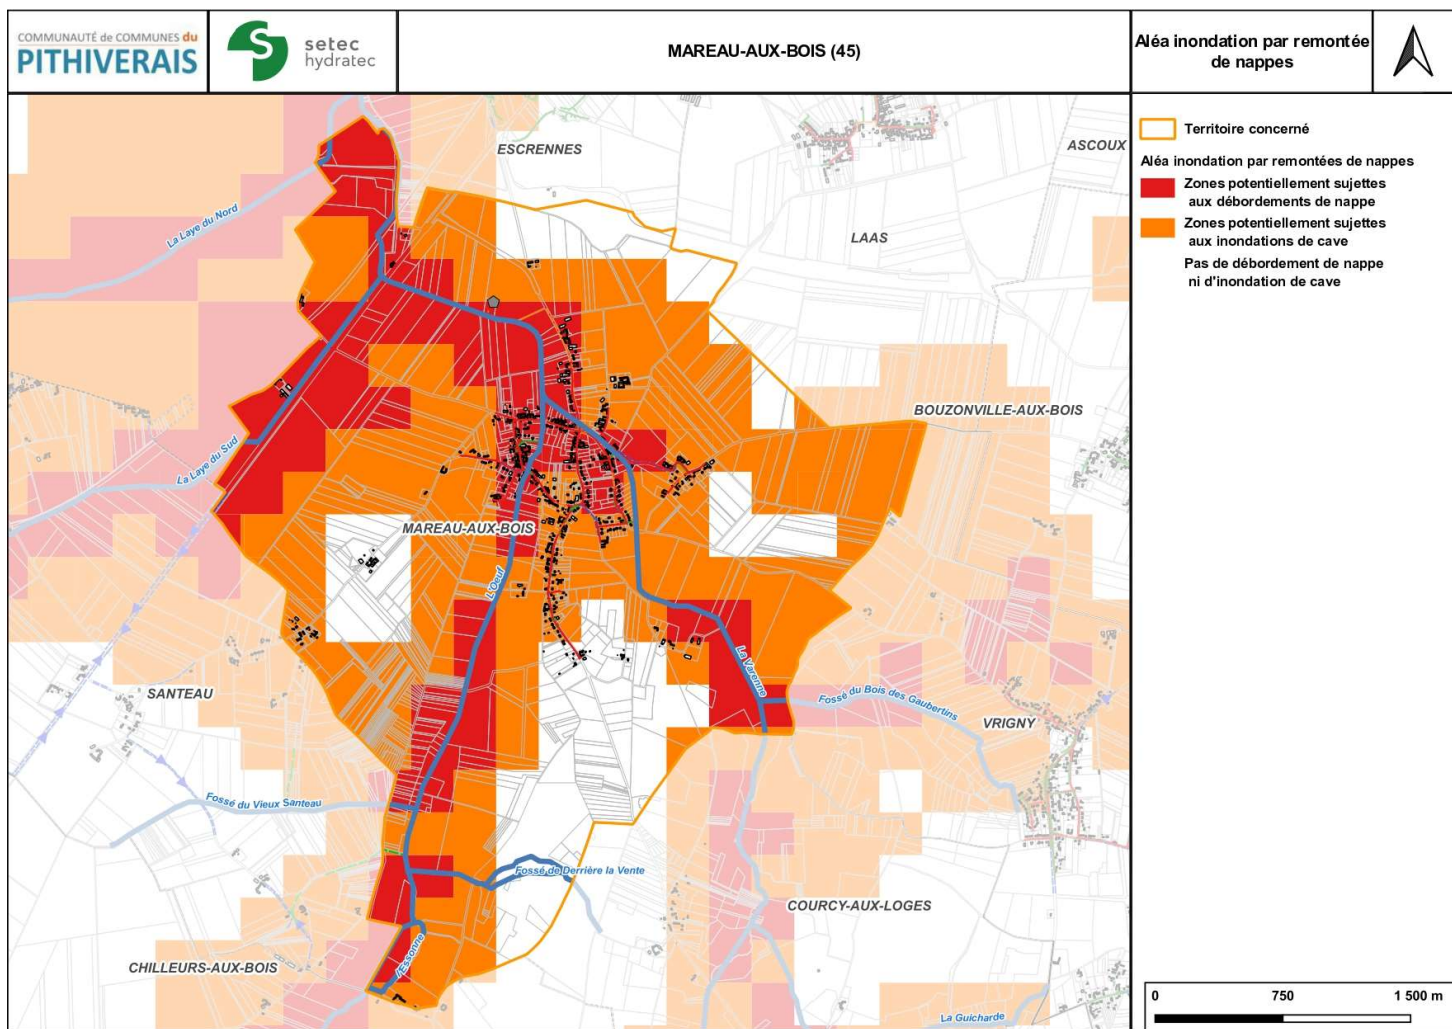 COMMUNAUTÉ de COMMUNES du
PITHIVERAIS
setec
hydratec
MAREAU-AUX-BOIS (45)
Aléa inondation par remontée
de nappes
Territoire concerné
Aléa inondation par remontées de nappes
Zones potentiellement sujettes
aux débordements de nappe
Zones potentiellement sujettes
aux inondations de cave
Pas de débordement de nappe
ni d'inondation de cave
ESCRENNES
ASCOUX
La Laye du Nord
LAAS
BOUZONVILLE-AUX-BOIS
La Laye du Sud
MAREAU-AUX-BOIS
L'Oeuf
La Varenne
SANTEAU
Fossé du Bois des Gaubertins
VRIGNY
Fossé du Vieux Santeau
Fossé de Derrière la Vente
COURCY-AUX-LOGES
l'Essonne
CHILLEURS-AUX-BOIS
La Guicharde
0 750 1 500 m